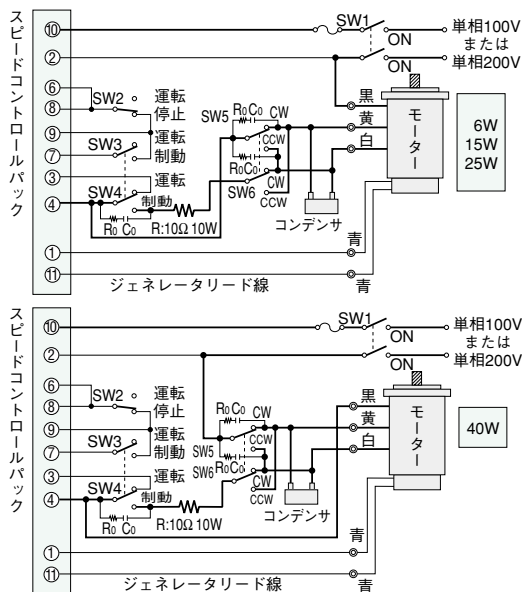 スピードコントロールパック
⑩
②
⑥
⑧
⑨
⑦
③
④
①
⑪
SW1
ON
ON
単相100V
または
単相200V
SW2
運転
停止
SW3
運転
制動
SW4
運転
制動
R0 C0
R:10Ω 10W
SW5
R0 C0
CW
CCW
R0C0
SW6
CW
CCW
コンデンサ
黒
黄
白
モーター
6W
15W
25W
青
青
ジェネレータリード線
スピードコントロールパック
⑩
②
⑥
⑧
⑨
⑦
③
④
①
⑪
SW1
ON
ON
単相100V
または
単相200V
SW2
運転
停止
SW3
運転
制動
SW4
運転
制動
R0 C0
R:10Ω 10W
R0 C0
CW
CCW
SW5
SW6
R0C0
CW
CCW
コンデンサ
黒
黄
白
モーター
40W
青
青
ジェネレータリード線